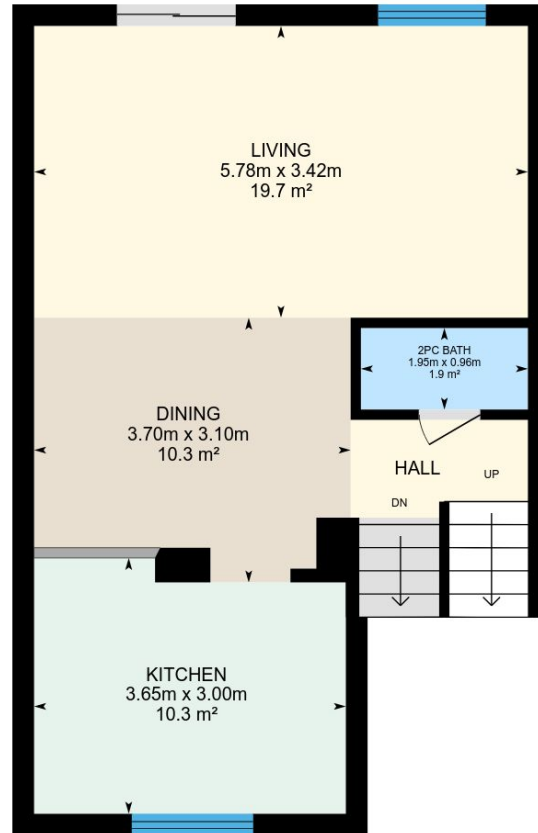 LIVING
5.78m x 3.42m
19.7 m²
2PC BATH
1.95m x 0.96m
1.9 m²
DINING
3.70m x 3.10m
10.3 m²
HALL
UP
DN
KITCHEN
3.65m x 3.00m
10.3 m²